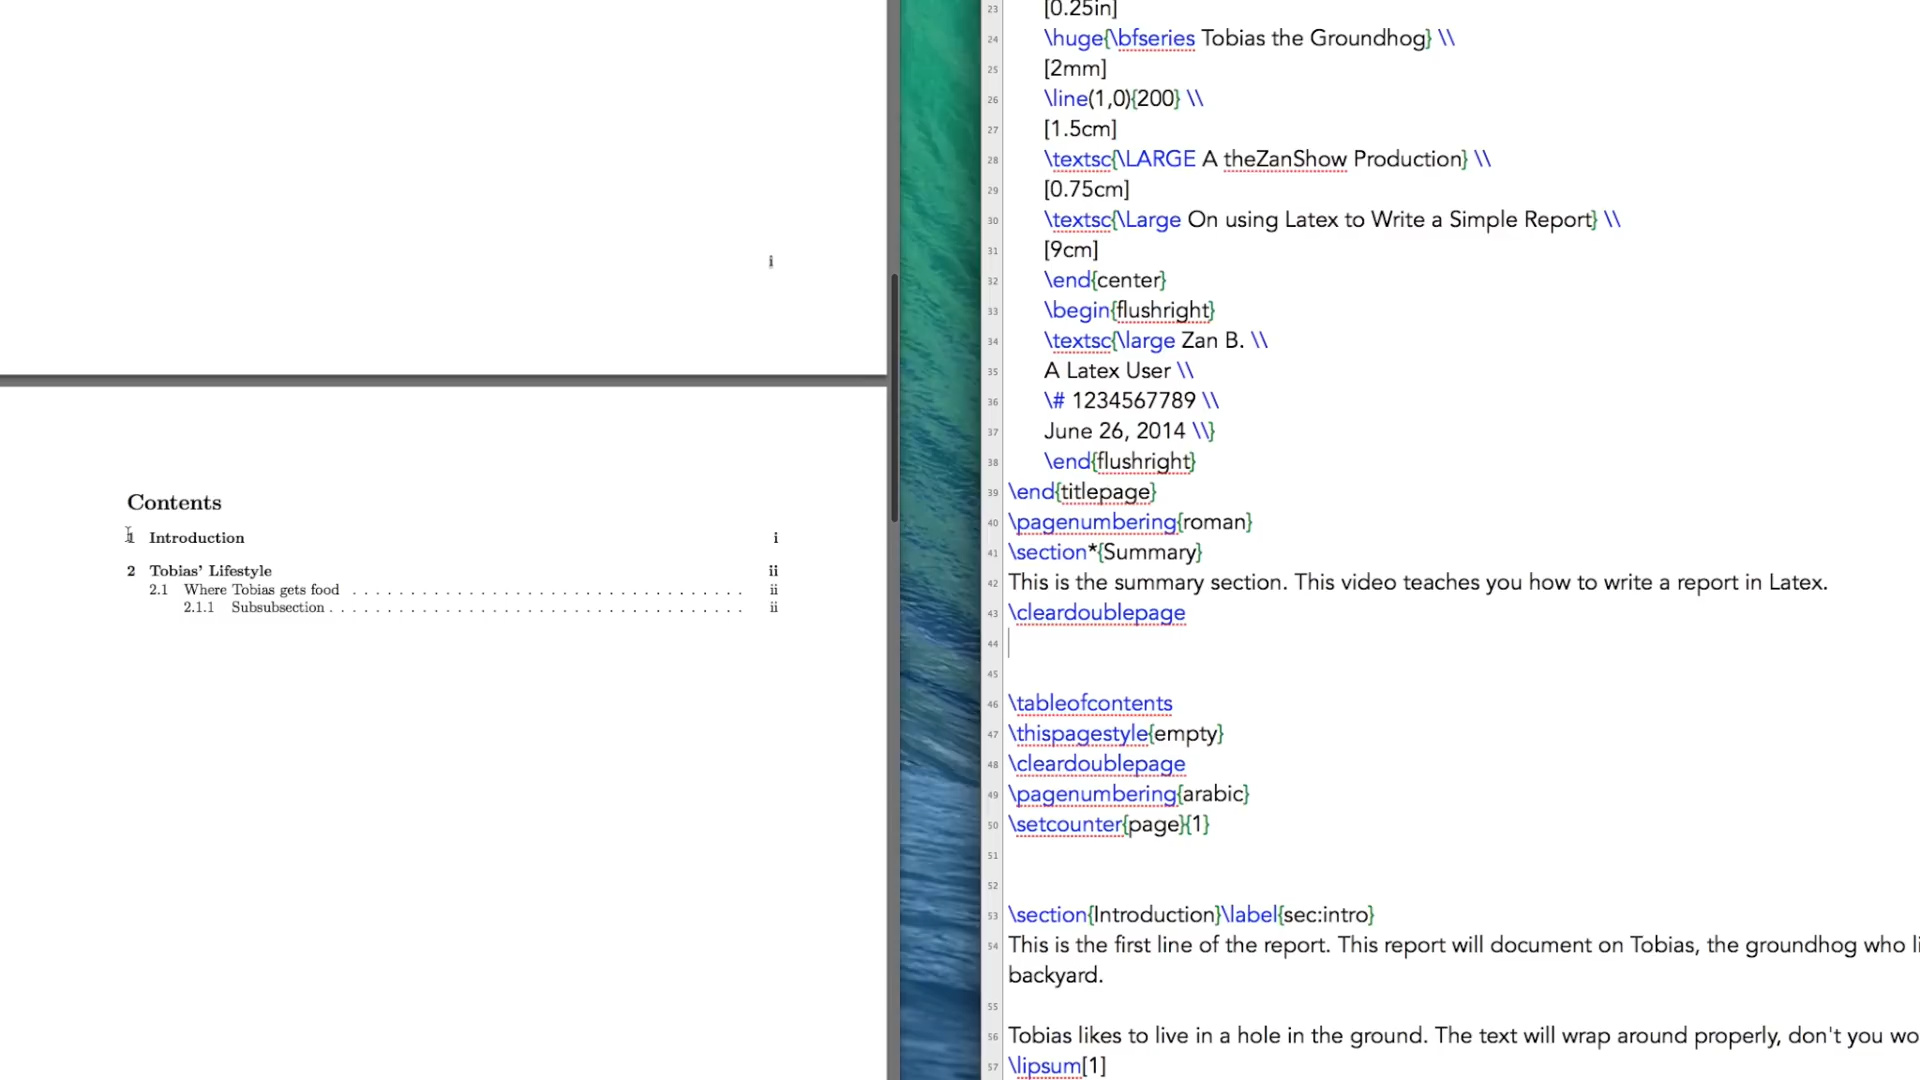 i
Contents
1 Introduction i
2 Tobias' Lifestyle ii
2.1 Where Tobias gets food . . . . . . . . . . . . . . . . . . . . . . . . . . . . . . . . . . ii
2.1.1 Subsubsection . . . . . . . . . . . . . . . . . . . . . . . . . . . . . . . . . . . . ii
23 [0.25in]
24 \huge{\bfseries Tobias the Groundhog} \\
25 [2mm]
26 \line(1,0){200} \\
27 [1.5cm]
28 \textsc{\LARGE A theZanShow Production} \\
29 [0.75cm]
30 \textsc{\Large On using Latex to Write a Simple Report} \\
31 [9cm]
32 \end{center}
33 \begin{flushright}
34 \textsc{\large Zan B. \\
35 A Latex User \\
36 \# 1234567789 \\
37 June 26, 2014 \\}
38 \end{flushright}
39 \end{titlepage}
40 \pagenumbering{roman}
41 \section*{Summary}
42 This is the summary section. This video teaches you how to write a report in Latex.
43 \cleardoublepage
44
45
46 \tableofcontents
47 \thispagestyle{empty}
48 \cleardoublepage
49 \pagenumbering{arabic}
50 \setcounter{page}{1}
51
52
53 \section{Introduction}\label{sec:intro}
54 This is the first line of the report. This report will document on Tobias, the groundhog who li
backyard.
55
56 Tobias likes to live in a hole in the ground. The text will wrap around properly, don't you wo
57 \lipsum[1]